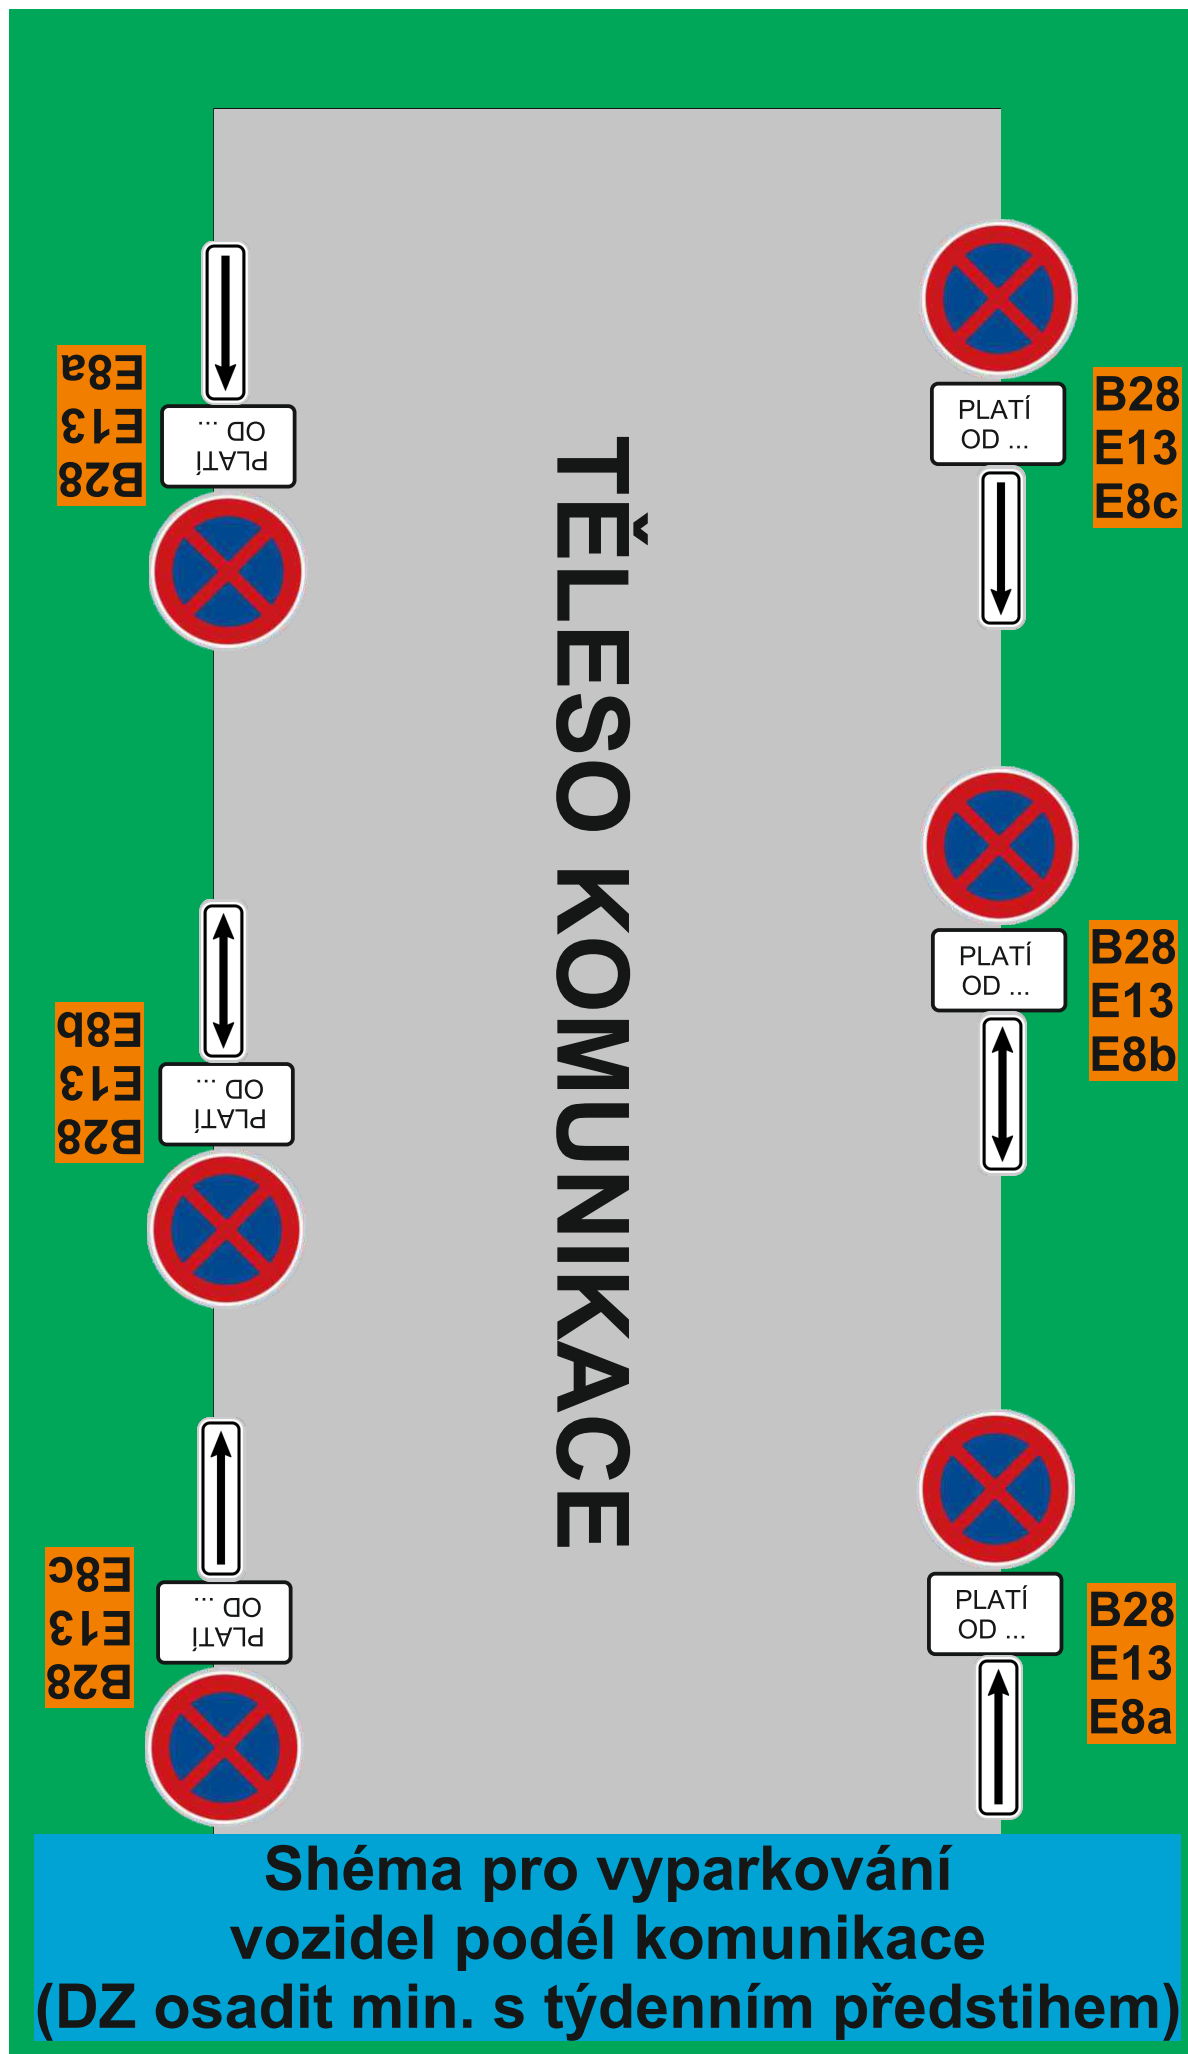 E8a
E13
B28
PLATÍ
OD ...
PLATÍ
OD ...
B28
E13
E8c
TĚLESO KOMUNIKACE
PLATÍ
OD ...
B28
E13
E8b
E8b
E13
B28
PLATÍ
OD ...
E8c
E13
B28
PLATÍ
OD ...
PLATÍ
OD ...
B28
E13
E8a
Shéma pro vyparkování
vozidel podél komunikace
(DZ osadit min. s týdenním předstihem)